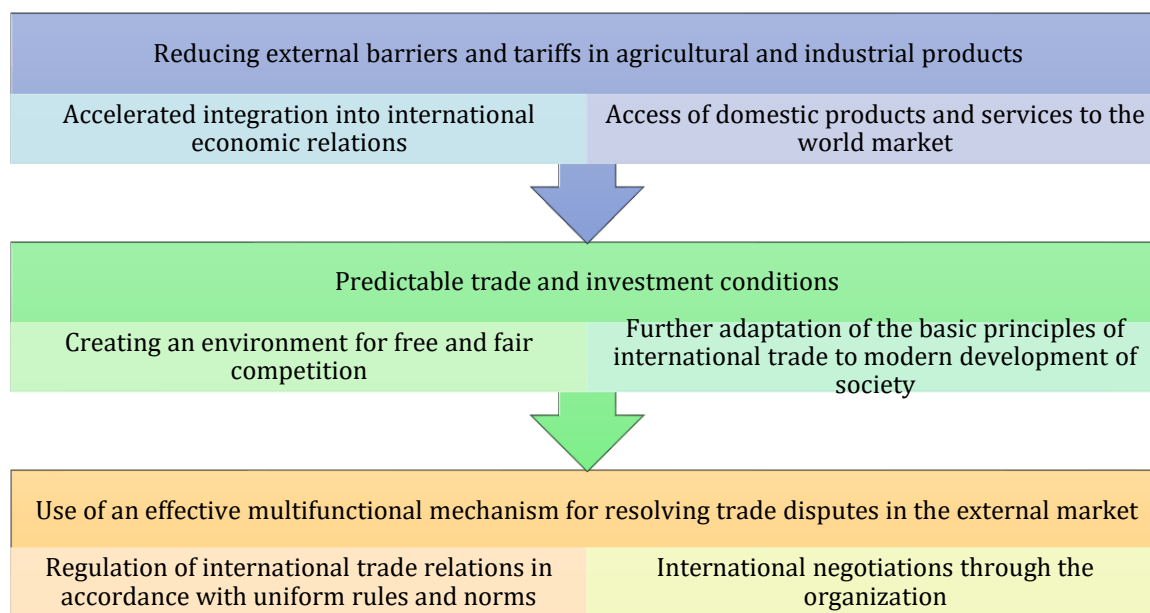 Reducing external barriers and tariffs in agricultural and industrial products
Accelerated integration into international
economic relations
Access of domestic products and services to the
world market
Predictable trade and investment conditions
Creating an environment for free and fair
competition
Further adaptation of the basic principles of
international trade to modern development of
society
Use of an effective multifunctional mechanism for resolving trade disputes in the external market
Regulation of international trade relations in
accordance with uniform rules and norms
International negotiations through the
organization